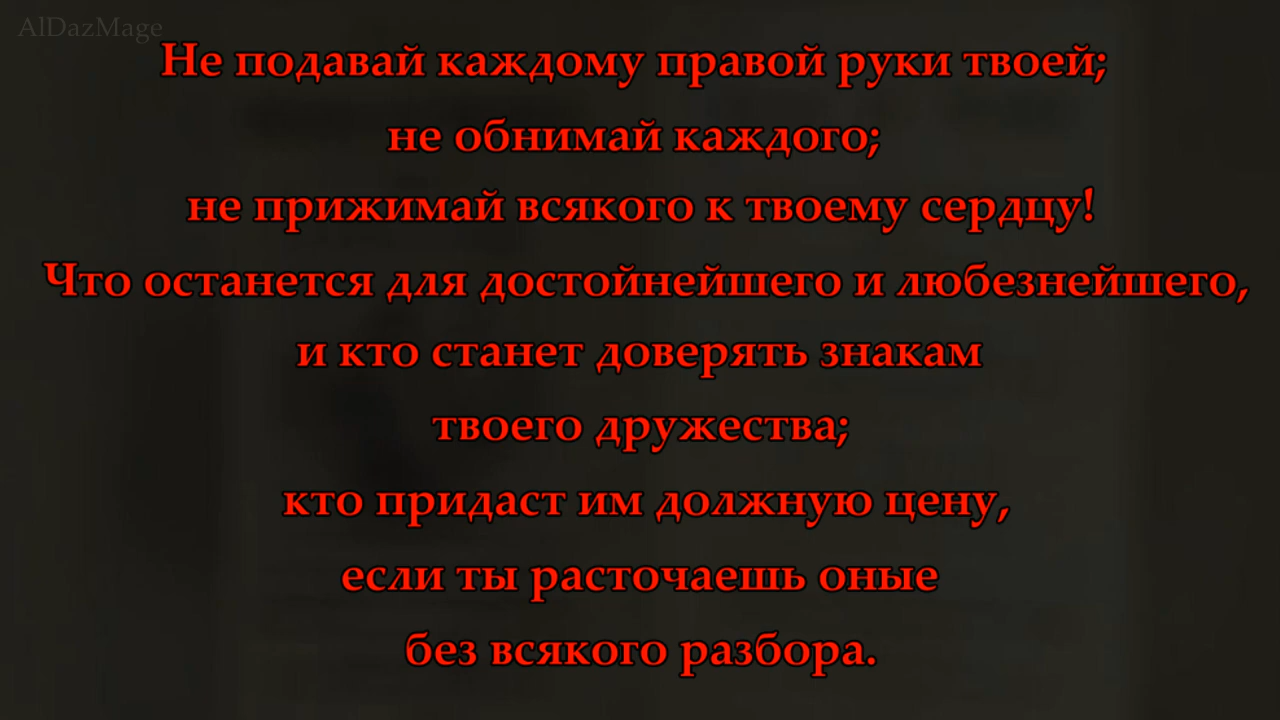 AlDazMage
Не подавай каждому правой руки твоей;
не обнимай каждого;
не прижимай всякого к твоему сердцу!
Что останется для достойнейшего и любезнейшего,
и кто станет доверять знакам
твоего дружества;
кто придаст им должную цену,
если ты расточаешь оные
без всякого разбора.